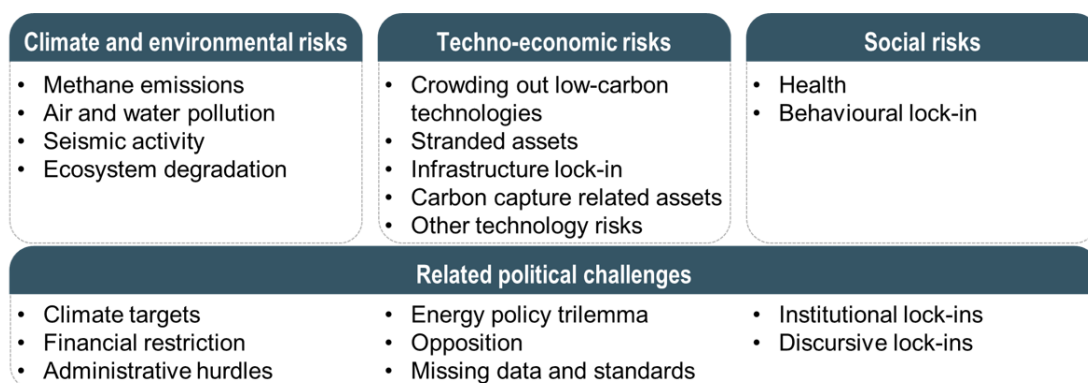 Climate and environmental risks
• Methane emissions
• Air and water pollution
• Seismic activity
• Ecosystem degradation
Techno-economic risks
• Crowding out low-carbon
technologies
• Stranded assets
• Infrastructure lock-in
• Carbon capture related assets
• Other technology risks
Social risks
• Health
• Behavioural lock-in
Related political challenges
• Climate targets
• Financial restriction
• Administrative hurdles
• Energy policy trilemma
• Opposition
• Missing data and standards
• Institutional lock-ins
• Discursive lock-ins